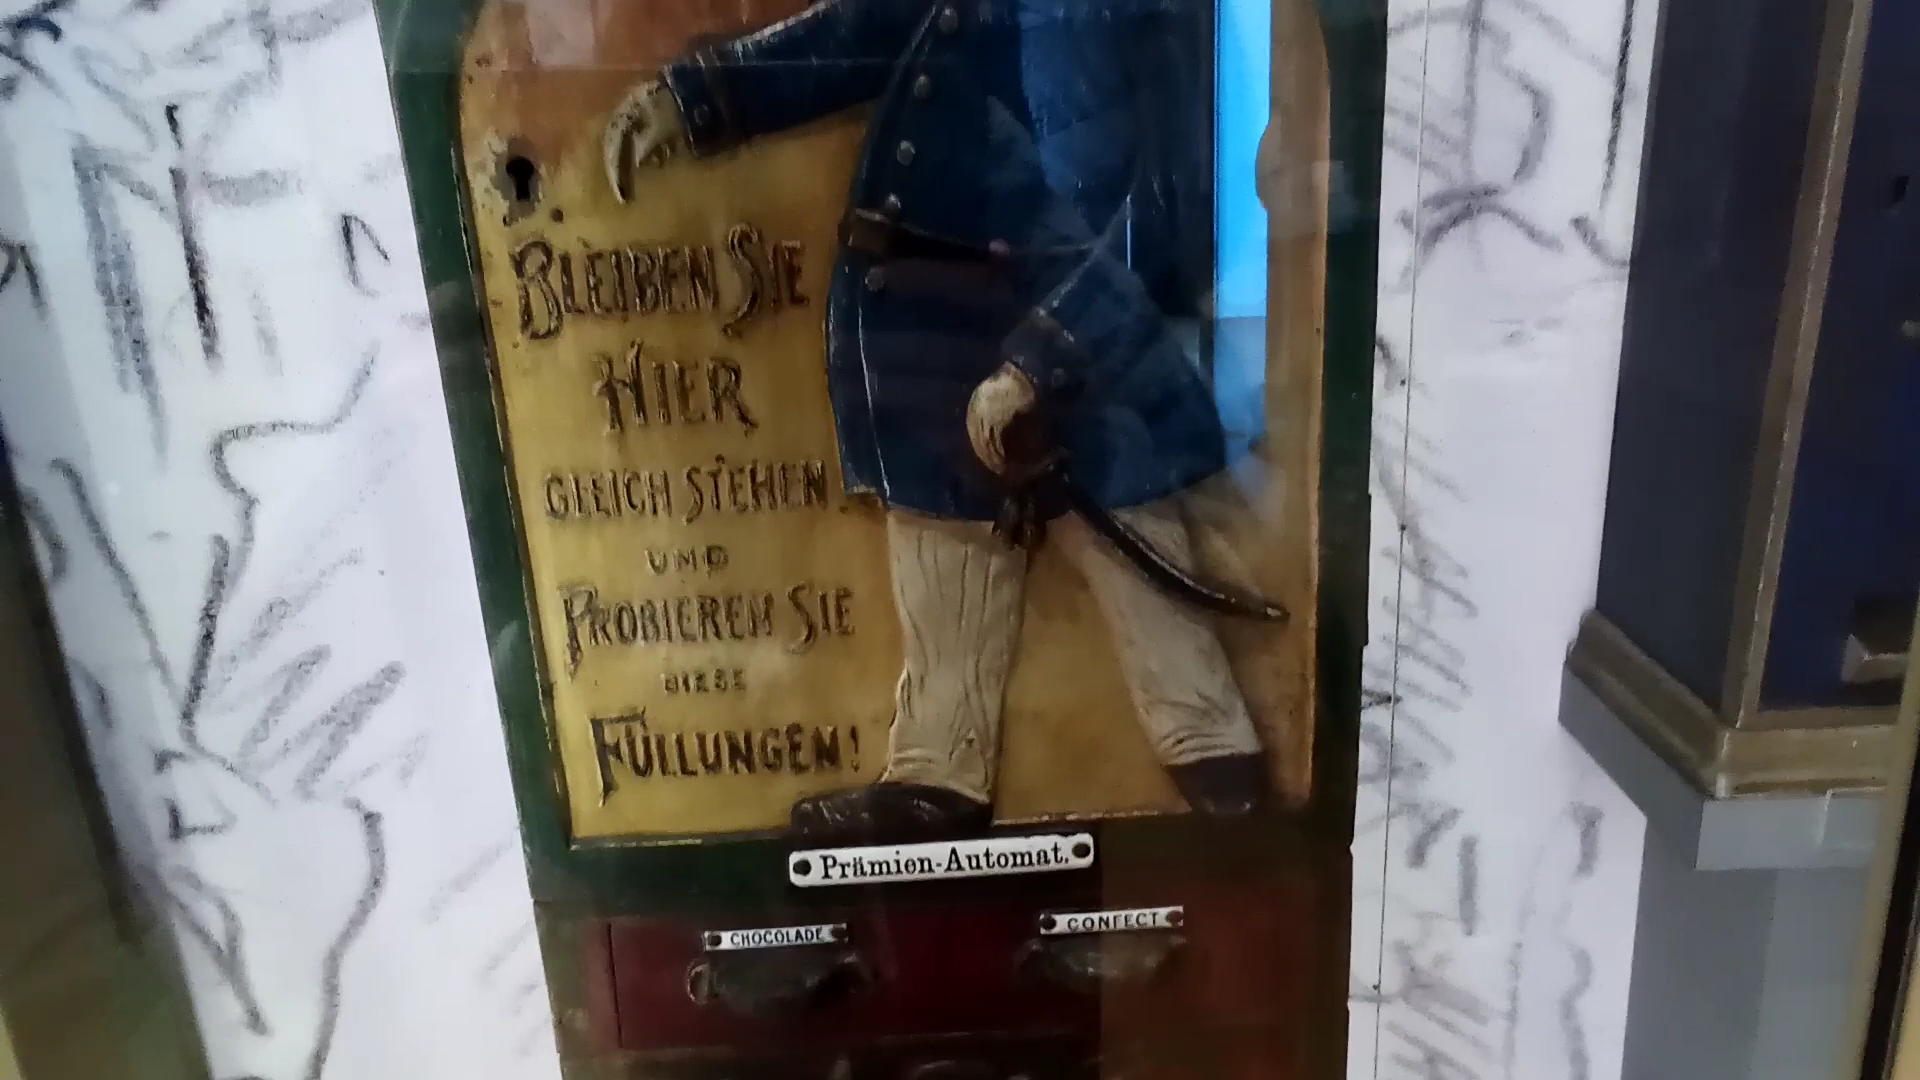 BLEIBEN SIE
HIER
GLEICH STEHEN
UND
PROBIEREN SIE
DIESE
FÜLLUNGEN!
Prämien-Automat.
CHOCOLADE
CONFECT